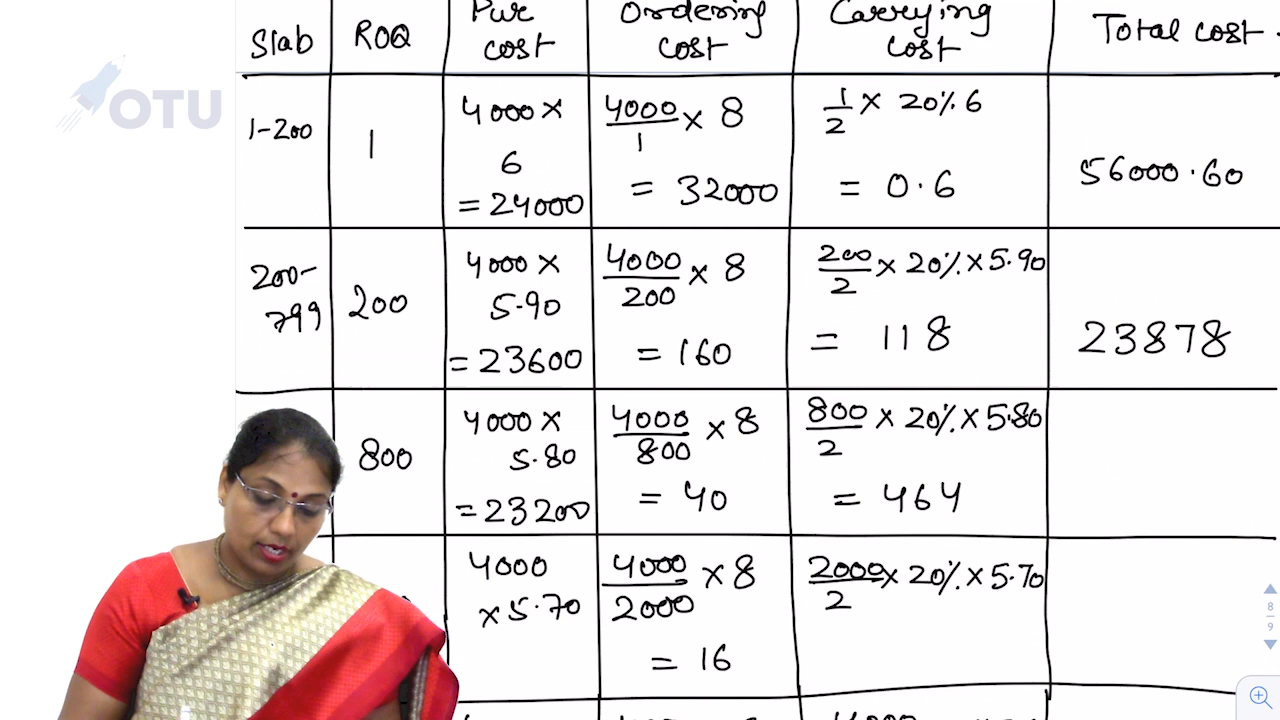 OTU
Slab ROQ Pur cost Ordering cost Carrying cost Total cost.
1-200 1 4000 × 6 = 24000 4000/1 × 8 = 32000 1/2 × 20% 6 = 0.6 56000.60
200-799 200 4000 × 5.90 = 23600 4000/200 × 8 = 160 200/2 × 20% × 5.90 = 118 23878
800 4000 × 5.80 = 23200 4000/800 × 8 = 40 800/2 × 20% × 5.80 = 464
4000 × 5.70 4000/2000 × 8 = 16 2000/2 × 20% × 5.70
8
9